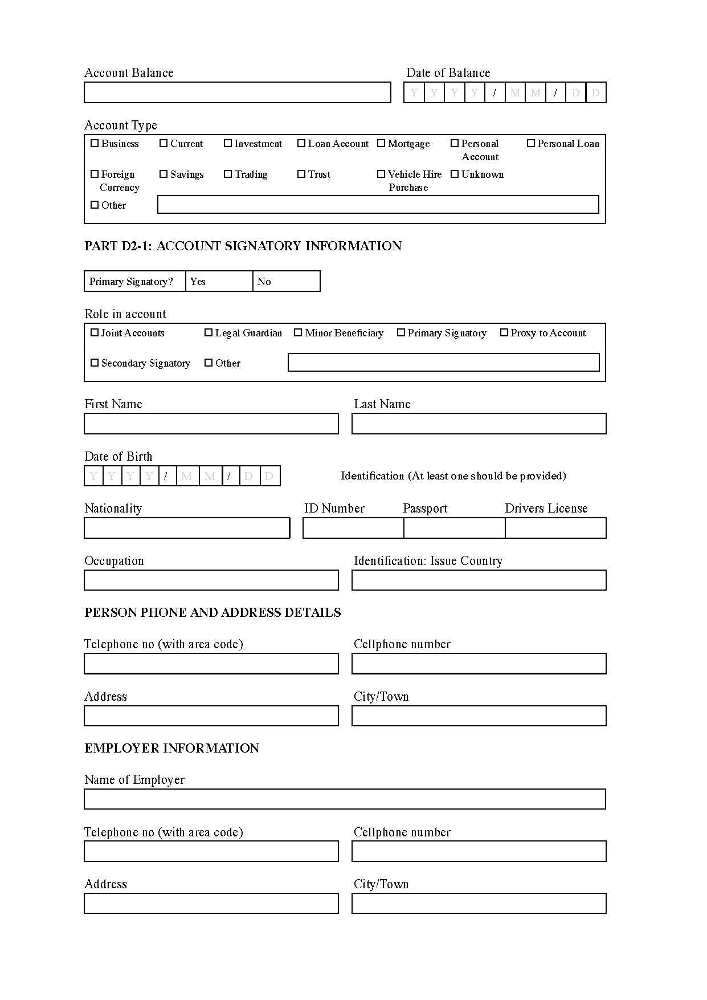 Account Balance Date of Balance
Y Y Y Y / M M / D D
Account Type
Business Current Investment Loan Account Mortgage Personal Account Personal Loan
Foreign Currency Savings Trading Trust Vehicle Hire Purchase Unknown
Other
PART D2-1: ACCOUNT SIGNATORY INFORMATION
Primary Signatory? Yes No
Role in account
Joint Accounts Legal Guardian Minor Beneficiary Primary Signatory Proxy to Account
Secondary Signatory Other
First Name Last Name
Date of Birth
Y Y Y Y / M M / D D Identification (At least one should be provided)
Nationality ID Number Passport Drivers License
Occupation Identification: Issue Country
PERSON PHONE AND ADDRESS DETAILS
Telephone no (with area code) Cellphone number
Address City/Town
EMPLOYER INFORMATION
Name of Employer
Telephone no (with area code) Cellphone number
Address City/Town